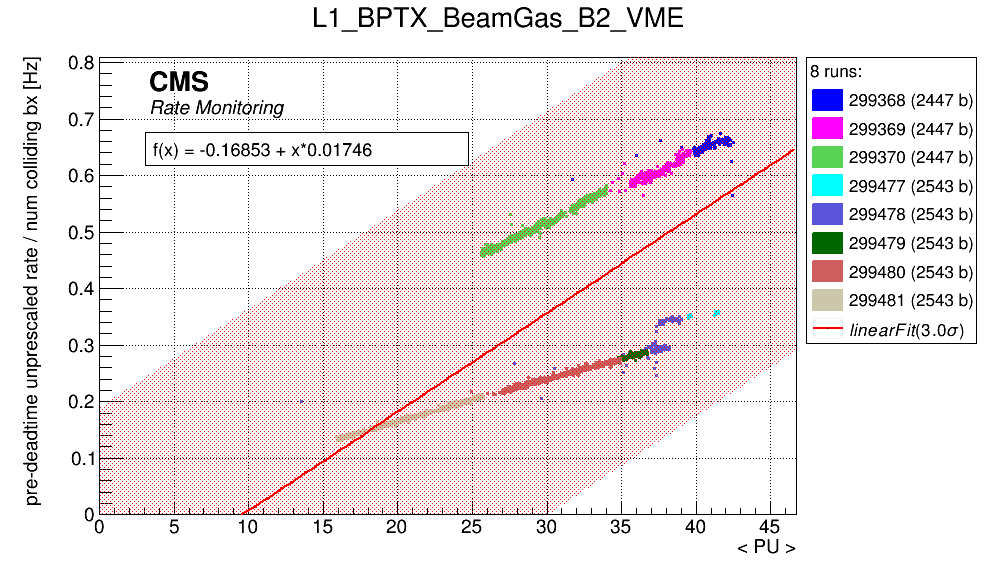 L1_BPTX_BeamGas_B2_VME
pre-deadtime unprescaled rate / num colliding bx [Hz]
0.8
0.7
0.6
0.5
0.4
0.3
0.2
0.1
0
CMS
Rate Monitoring
f(x) = -0.16853 + x*0.01746
0 5 10 15 20 25 30 35 40 45
< PU >
8 runs:
299368 (2447 b)
299369 (2447 b)
299370 (2447 b)
299477 (2543 b)
299478 (2543 b)
299479 (2543 b)
299480 (2543 b)
299481 (2543 b)
linearFit(3.0σ)